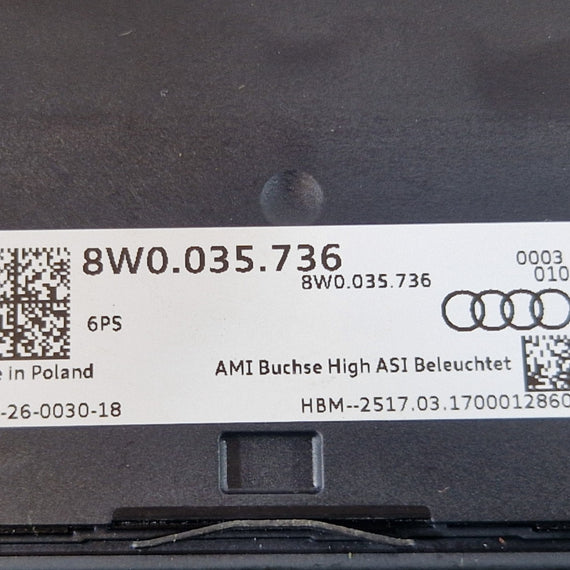 8W0.035.736
8W0.035.736
0003
010
6PS
in Poland
AMI Buchse High ASI Beleuchtet
-26-0030-18
HBM--2517.03.1700012860